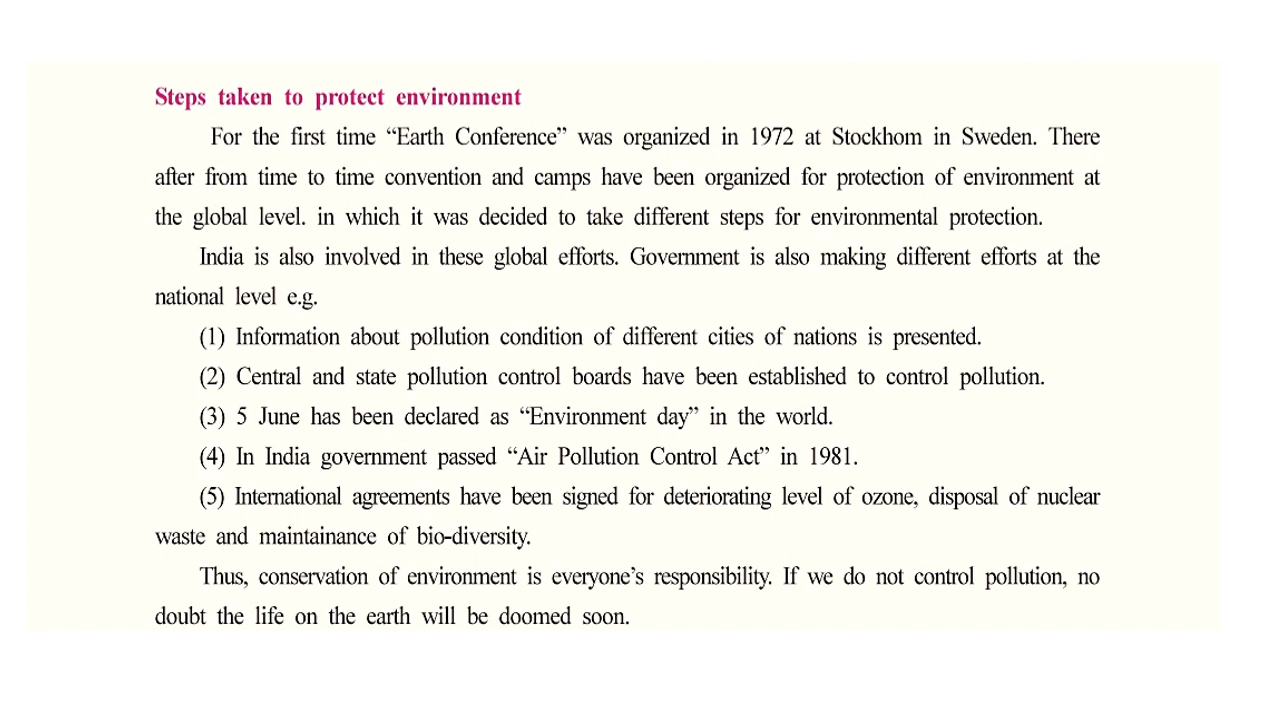 Steps taken to protect environment
For the first time “Earth Conference” was organized in 1972 at Stockhom in Sweden. There
after from time to time convention and camps have been organized for protection of environment at
the global level. in which it was decided to take different steps for environmental protection.
India is also involved in these global efforts. Government is also making different efforts at the
national level e.g.
(1) Information about pollution condition of different cities of nations is presented.
(2) Central and state pollution control boards have been established to control pollution.
(3) 5 June has been declared as “Environment day” in the world.
(4) In India government passed “Air Pollution Control Act” in 1981.
(5) International agreements have been signed for deteriorating level of ozone, disposal of nuclear
waste and maintainance of bio-diversity.
Thus, conservation of environment is everyone’s responsibility. If we do not control pollution, no
doubt the life on the earth will be doomed soon.